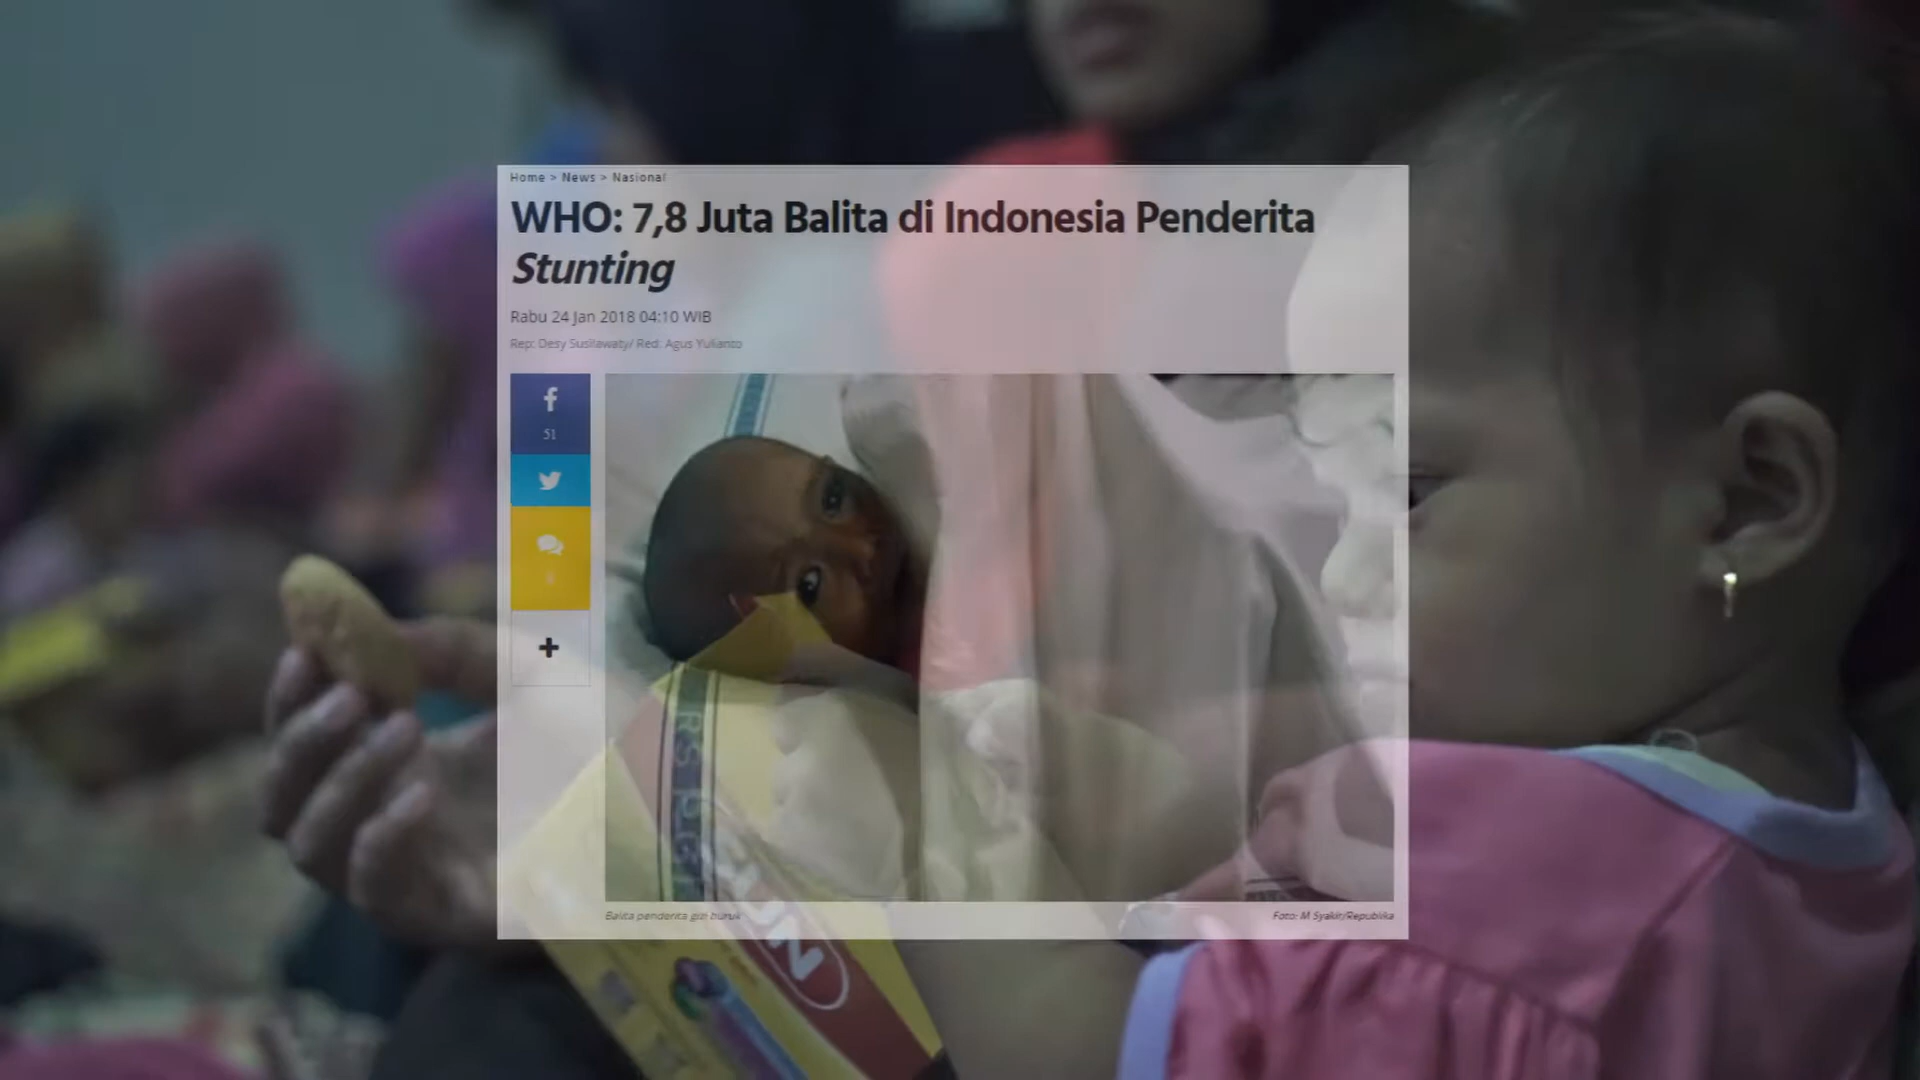 Home > News > Nasional
WHO: 7,8 Juta Balita di Indonesia Penderita
Stunting
Rabu 24 Jan 2018 04:10 WIB
Rep: Desy Susilawaty/ Red: Agus Yulianto
51
+
Balita penderita gizi buruk
Foto: M Syakir/Republika